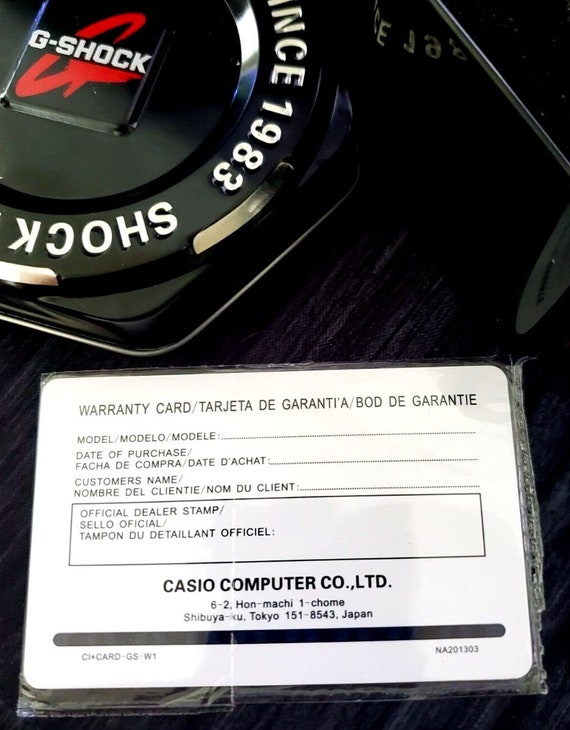 G-SHOCK
SINCE 1983
SHOCK
WARRANTY CARD/TARJETA DE GARANTI'A/BOD DE GARANTIE
MODEL/MODELO/MODELE:
DATE OF PURCHASE/
FACHA DE COMPRA/DATE D'ACHAT:
CUSTOMERS NAME/
NOMBRE DEL CLIENTIE/NOM DU CLIENT:
OFFICIAL DEALER STAMP/
SELLO OFICIAL/
TAMPON DU DETAILLANT OFFICIEL:
CASIO COMPUTER CO.,LTD.
6-2, Hon-machi 1-chome
Shibuya-ku, Tokyo 151-8543, Japan
CI•CARD-GS-W1
NA201303